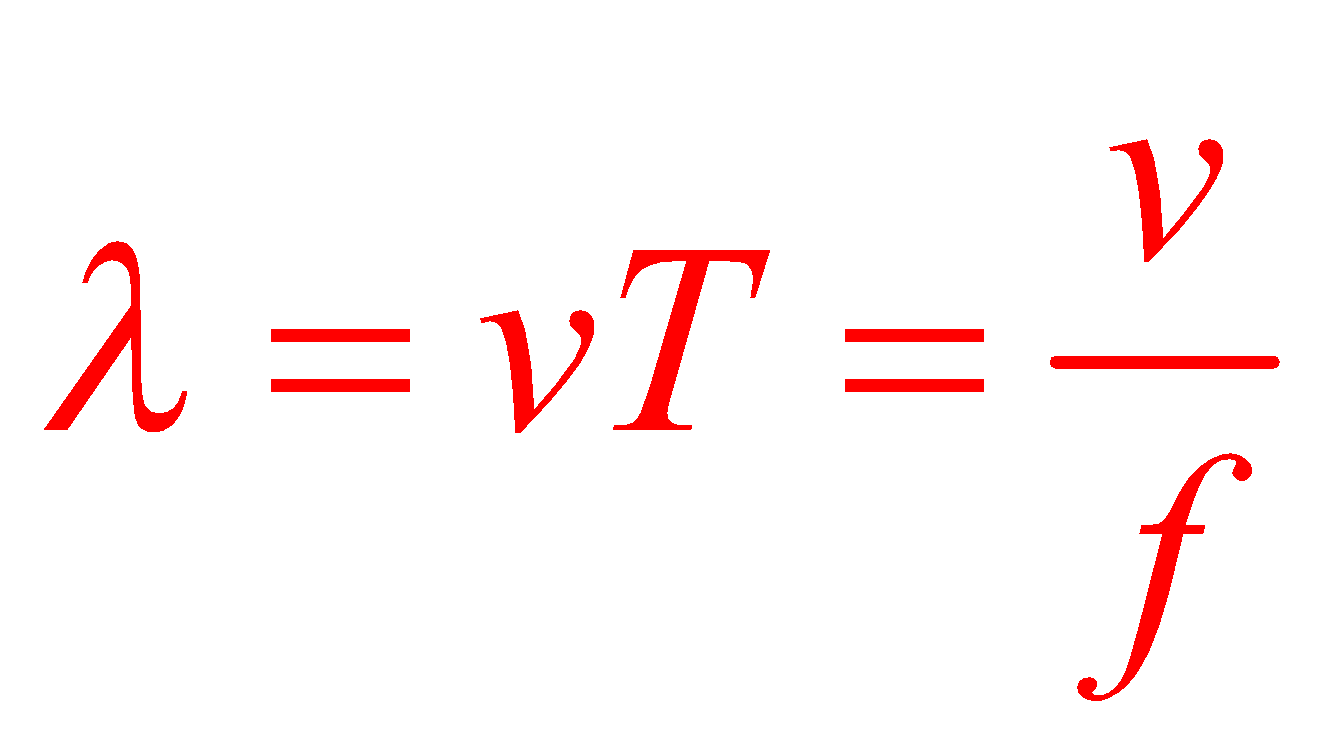 λ = vT = v/f